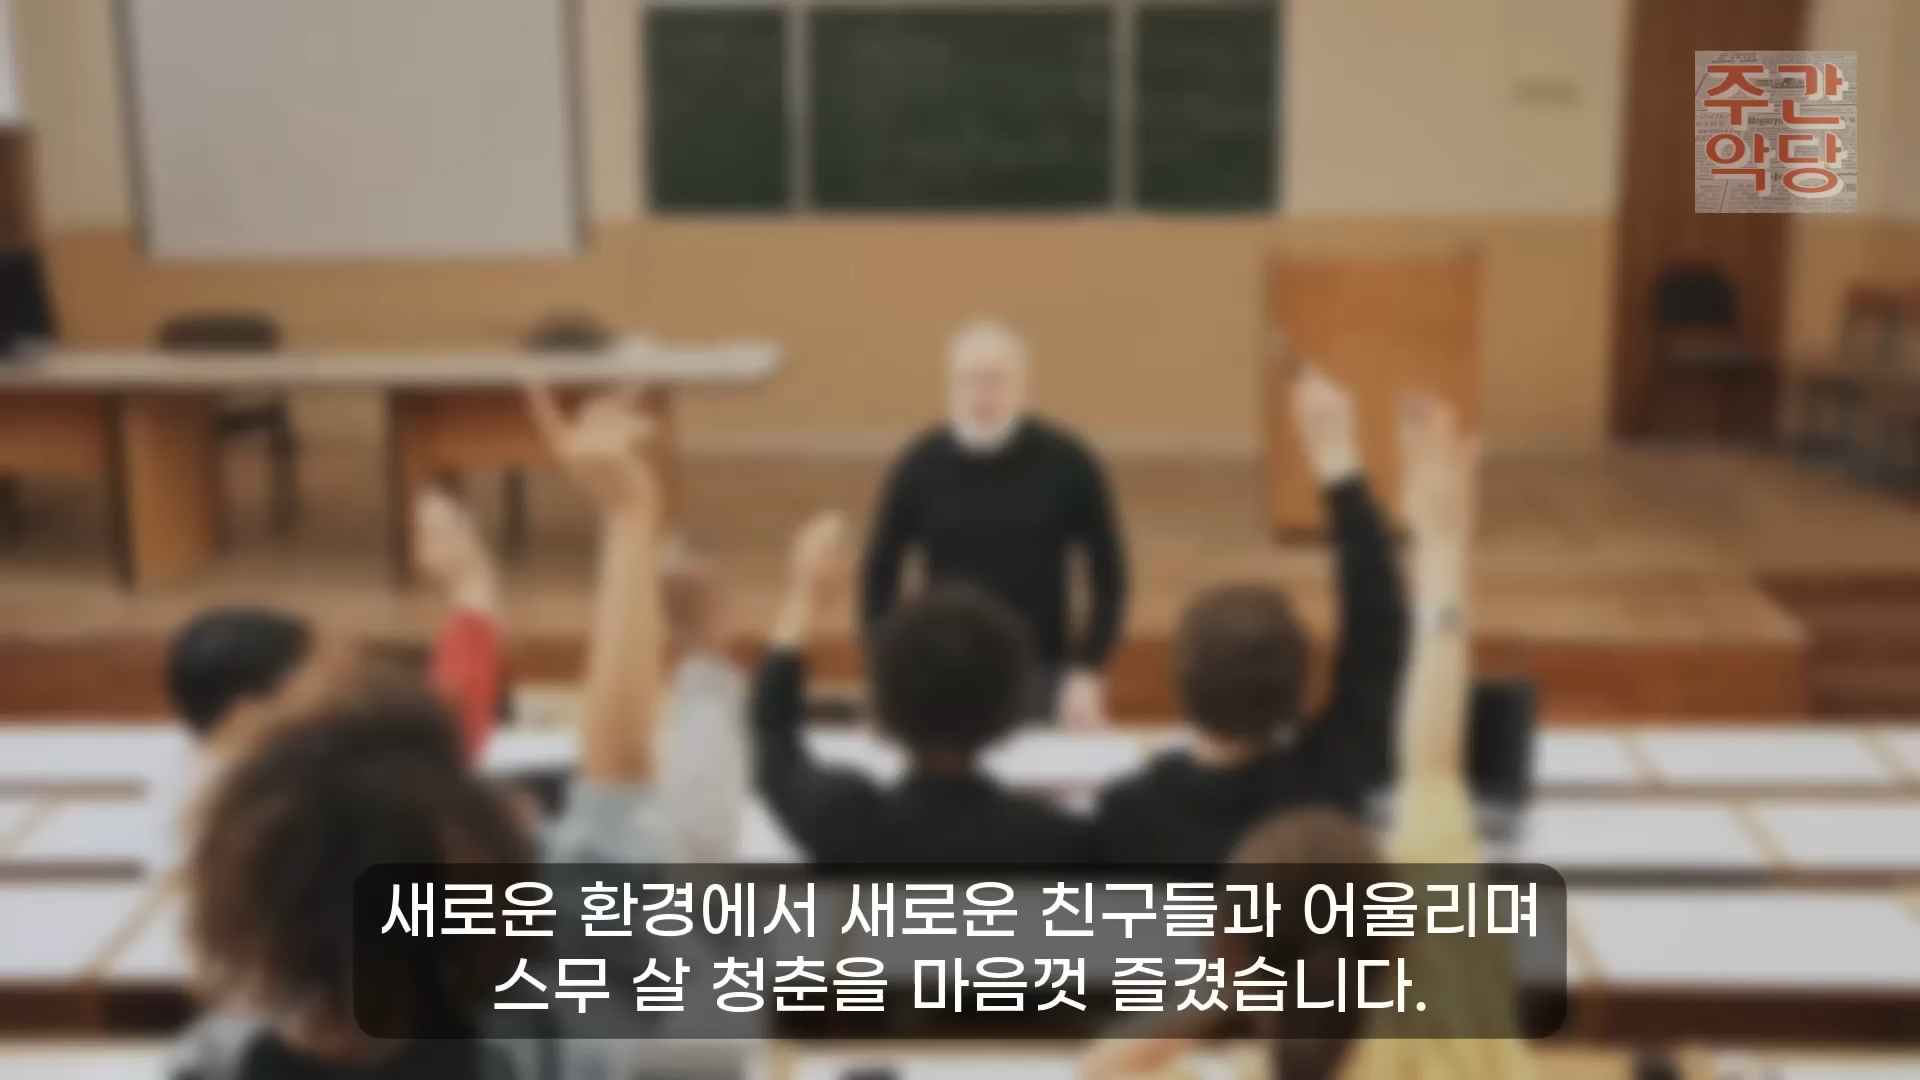 주간
악당
새로운 환경에서 새로운 친구들과 어울리며
스무 살 청춘을 마음껏 즐겼습니다.